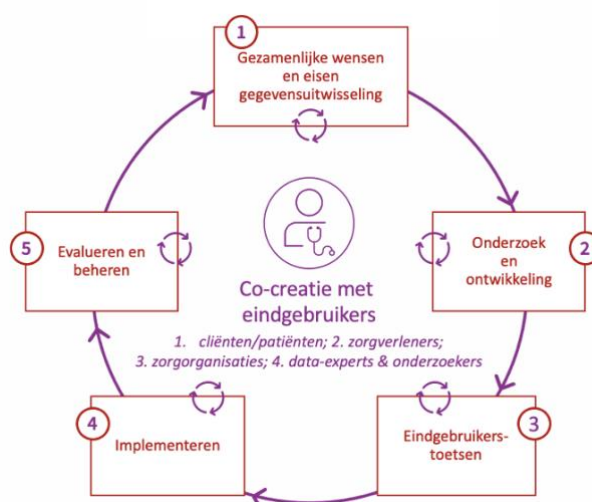 1
Gezamenlijke wensen
en eisen
gegevensuitwisseling
2
Onderzoek
en
ontwikkeling
3
Eindgebruikers-
toetsen
4
Implementeren
5
Evalueren en
beheren
Co-creatie met
eindgebruikers
1. cliënten/patiënten; 2. zorgverleners;
3. zorgorganisaties; 4. data-experts & onderzoekers